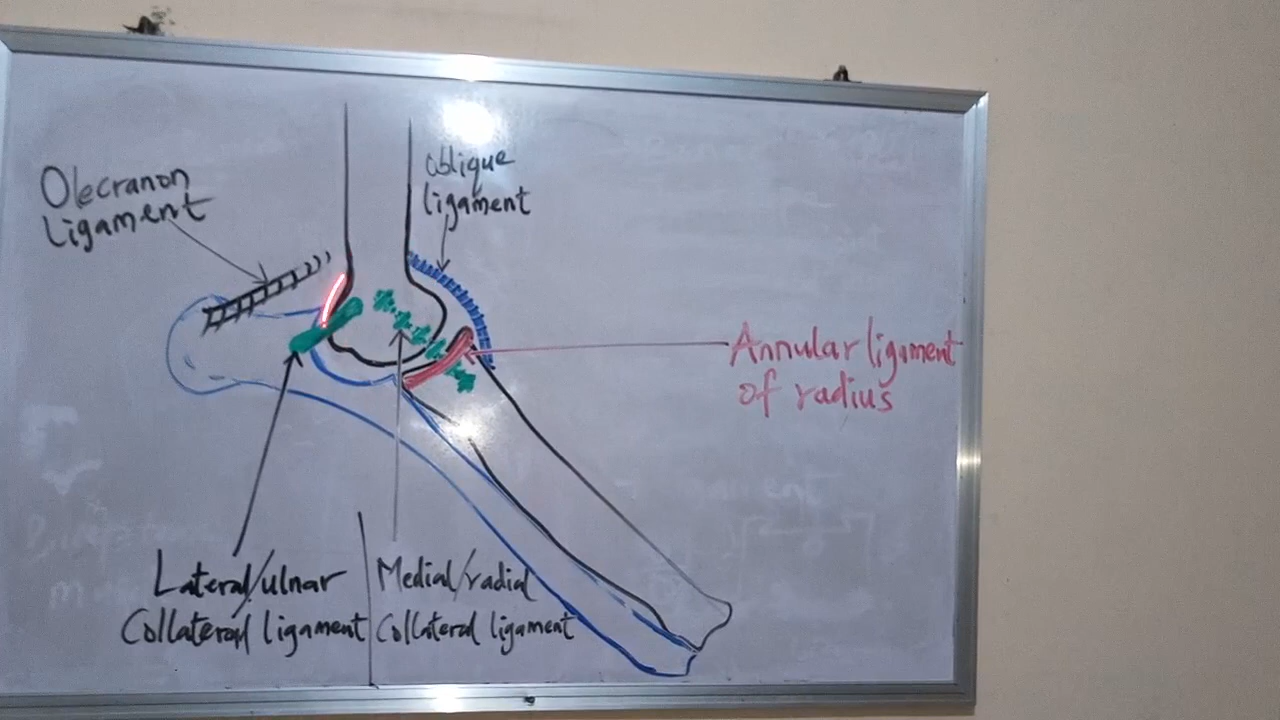 Olecranon
ligament
oblique
ligament
Annular ligament
of radius
Lateral/ulnar
Collateral ligament
Medial/radial
Collateral ligament